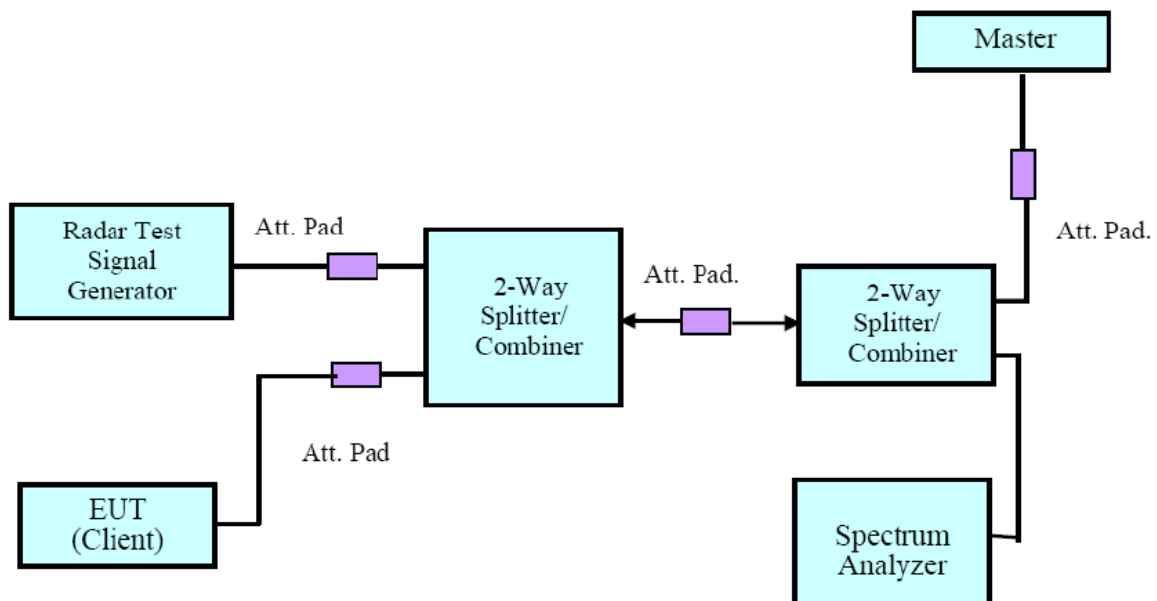 Master
Att. Pad.
Radar Test
Signal
Generator
Att. Pad
2-Way
Splitter/
Combiner
Att. Pad.
2-Way
Splitter/
Combiner
Att. Pad
EUT
(Client)
Spectrum
Analyzer